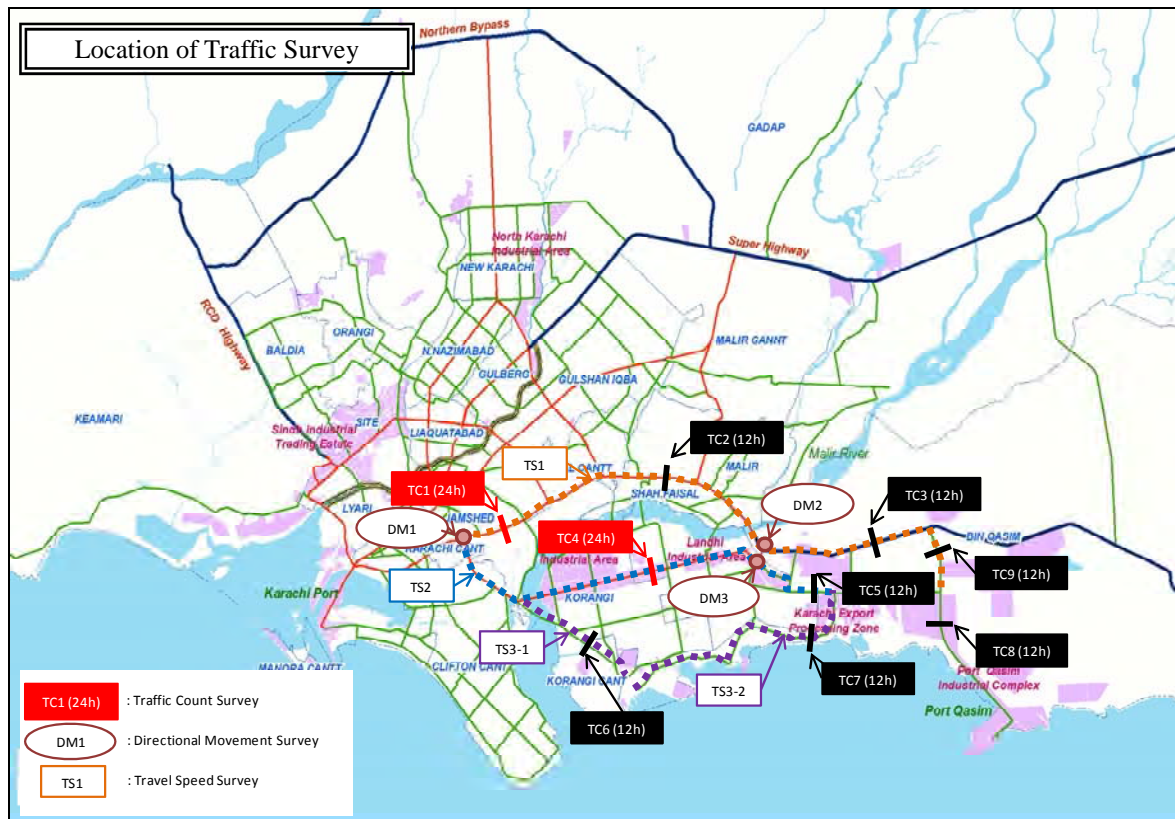 Location of Traffic Survey
Northern Bypass
GADAP
Super Highway
North Karachi
Industrial Area
NEW KARACHI
RCD Highway
ORANGI
BALDIA
N.NAZIMABAD
GULBERG
GULSHAN IQBA
MALIR CANNT
KEAMARI
SITE
Sindh Industrial
Trading Estate
LIAQUATABAD
TC2 (12h)
Malir River
TS1
CANTT
MALIR
SHAH FAISAL
TC1 (24h)
LYARI
JAMSHED
DM1
KARACHI CANT
DM2
TC3 (12h)
BIN QASIM
TC4 (24h)
Industrial Area
Landhi
Industrial Area
TC9 (12h)
TS2
KORANGI
DM3
TC5 (12h)
Karachi Port
Karachi Export
Processing Zone
TS3-1
TC8 (12h)
MANORA CANTT
CLIFTON CANT
KORANGI CANT
TS3-2
TC7 (12h)
Port Qasim
Industrial Complex
Port Qasim
TC6 (12h)
TC1 (24h) : Traffic Count Survey
DM1 : Directional Movement Survey
TS1 : Travel Speed Survey